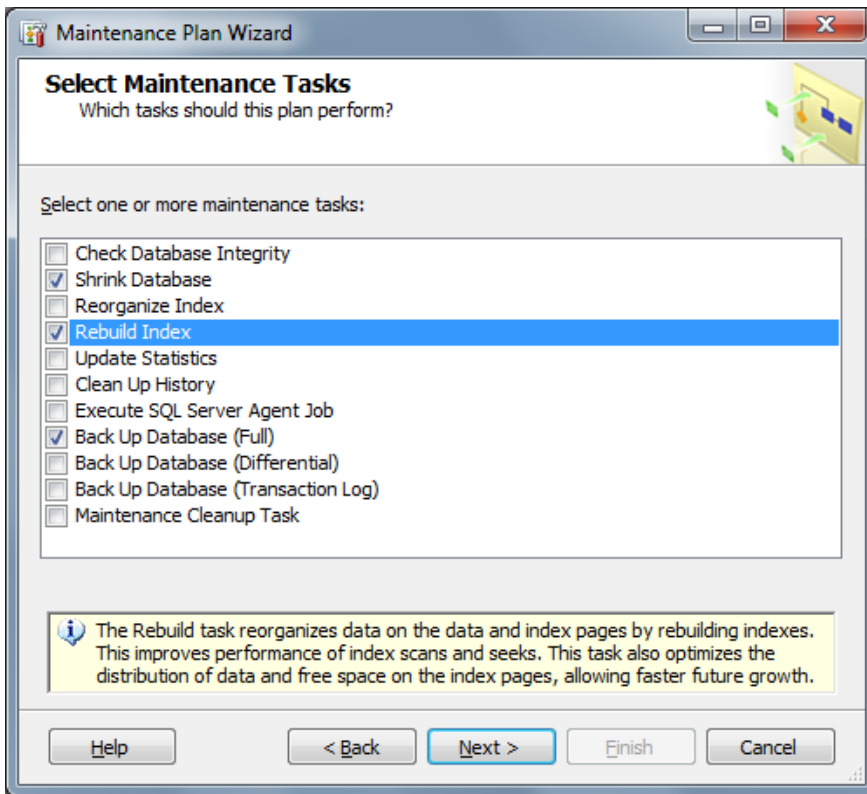 Maintenance Plan Wizard
Select Maintenance Tasks
Which tasks should this plan perform?
Select one or more maintenance tasks:
Check Database Integrity
Shrink Database
Reorganize Index
Rebuild Index
Update Statistics
Clean Up History
Execute SQL Server Agent Job
Back Up Database (Full)
Back Up Database (Differential)
Back Up Database (Transaction Log)
Maintenance Cleanup Task
The Rebuild task reorganizes data on the data and index pages by rebuilding indexes.
This improves performance of index scans and seeks. This task also optimizes the
distribution of data and free space on the index pages, allowing faster future growth.
Help
< Back
Next >
Finish
Cancel